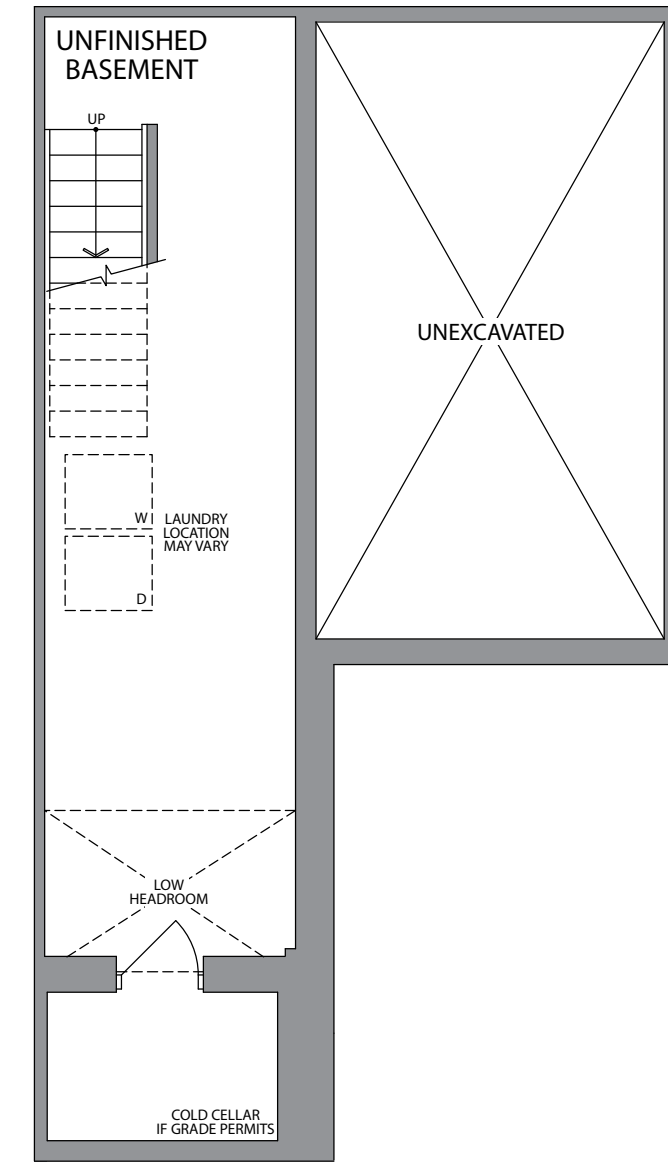 UNFINISHED
BASEMENT
UP
UNEXCAVATED
W
LAUNDRY
LOCATION
MAY VARY
D
LOW
HEADROOM
COLD CELLAR
IF GRADE PERMITS